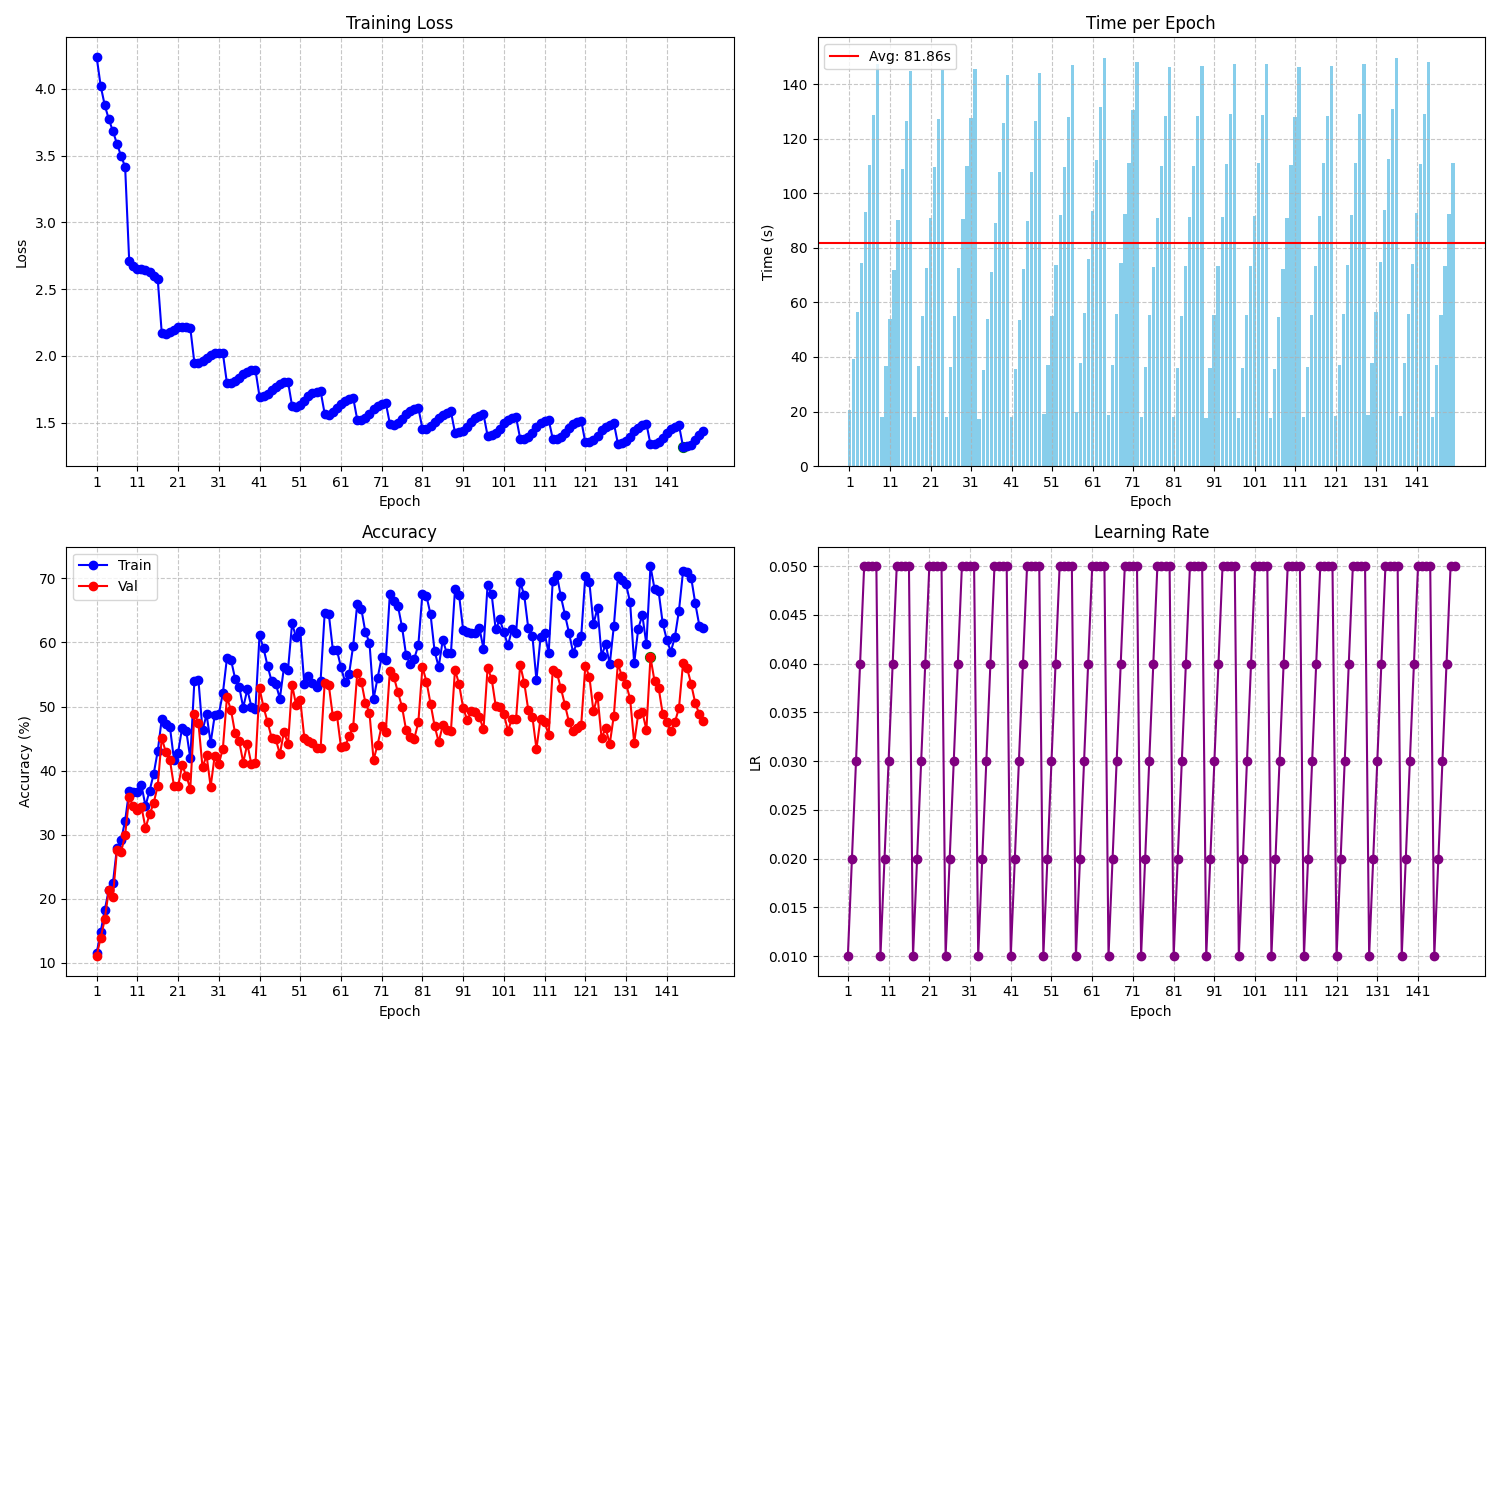 Training Loss
4.0
3.5
3.0
2.5
2.0
1.5
Loss
1 11 21 31 41 51 61 71 81 91 101 111 121 131 141
Epoch
Time per Epoch
Avg: 81.86s
140
120
100
80
60
40
20
0
Time (s)
1 11 21 31 41 51 61 71 81 91 101 111 121 131 141
Epoch
Accuracy
Train
Val
70
60
50
40
30
20
10
Accuracy (%)
1 11 21 31 41 51 61 71 81 91 101 111 121 131 141
Epoch
Learning Rate
0.050
0.045
0.040
0.035
0.030
0.025
0.020
0.015
0.010
LR
1 11 21 31 41 51 61 71 81 91 101 111 121 131 141
Epoch